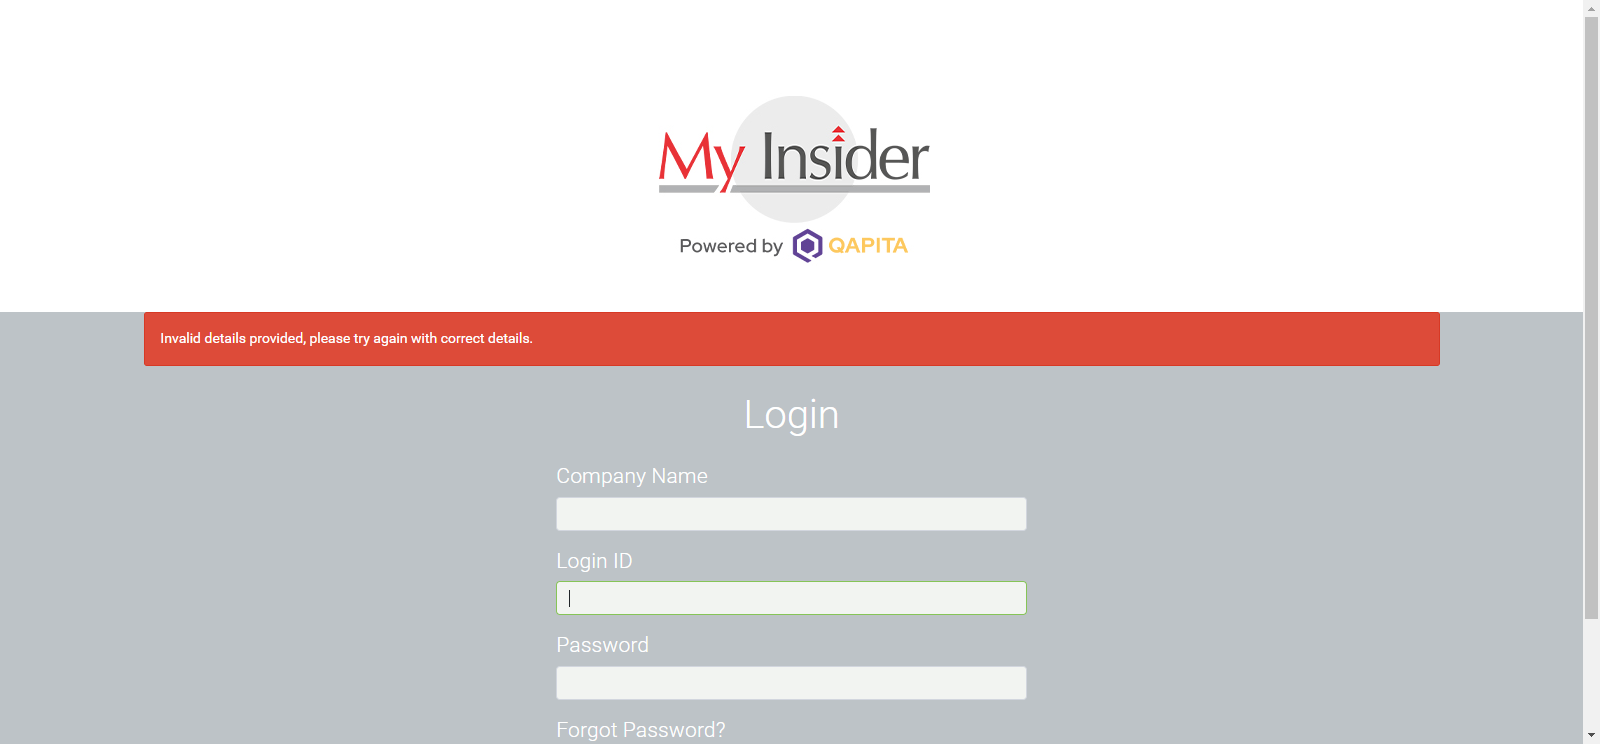 My Insider
Powered by QAPITA
Invalid details provided, please try again with correct details.
Login
Company Name
Login ID
Password
Forgot Password?